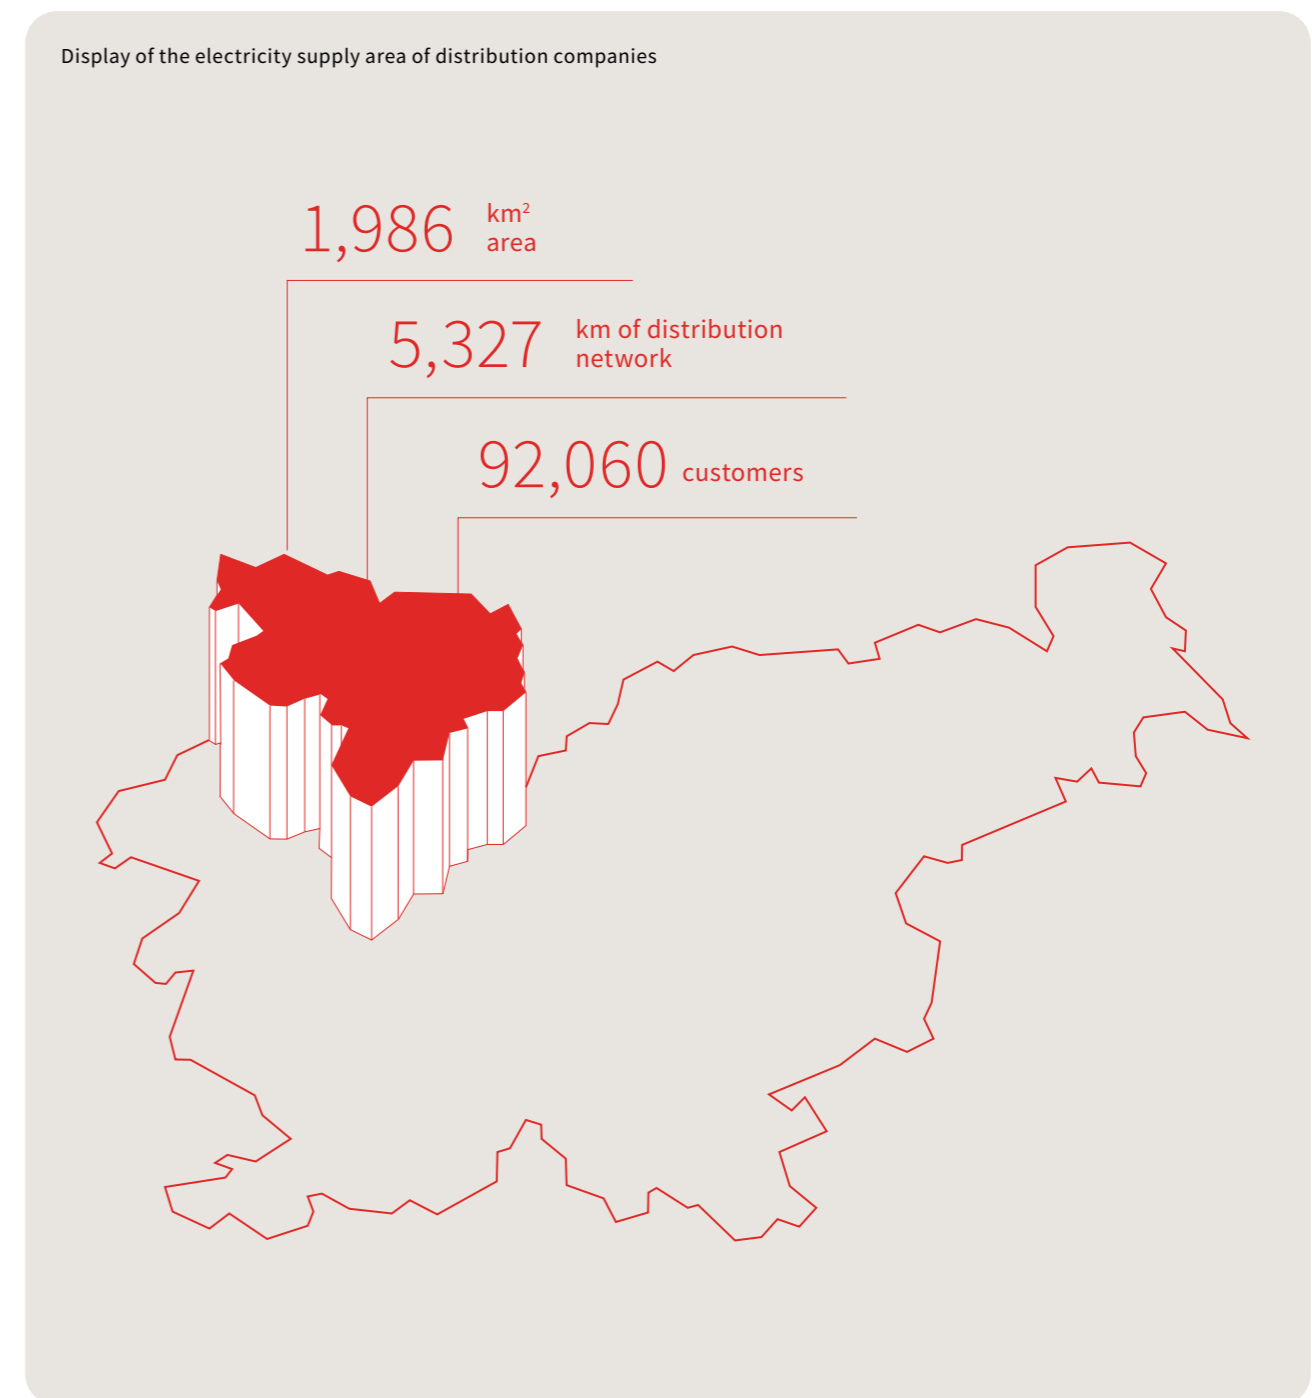 Display of the electricity supply area of distribution companies
1,986 km²
area
5,327 km of distribution
network
92,060 customers